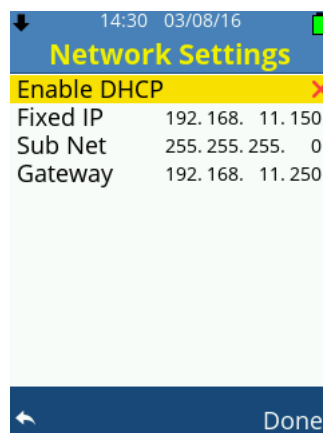 14:30 03/08/16
Network Settings
Enable DHCP
Fixed IP 192.168. 11.150
Sub Net 255.255.255. 0
Gateway 192.168. 11.250
Done